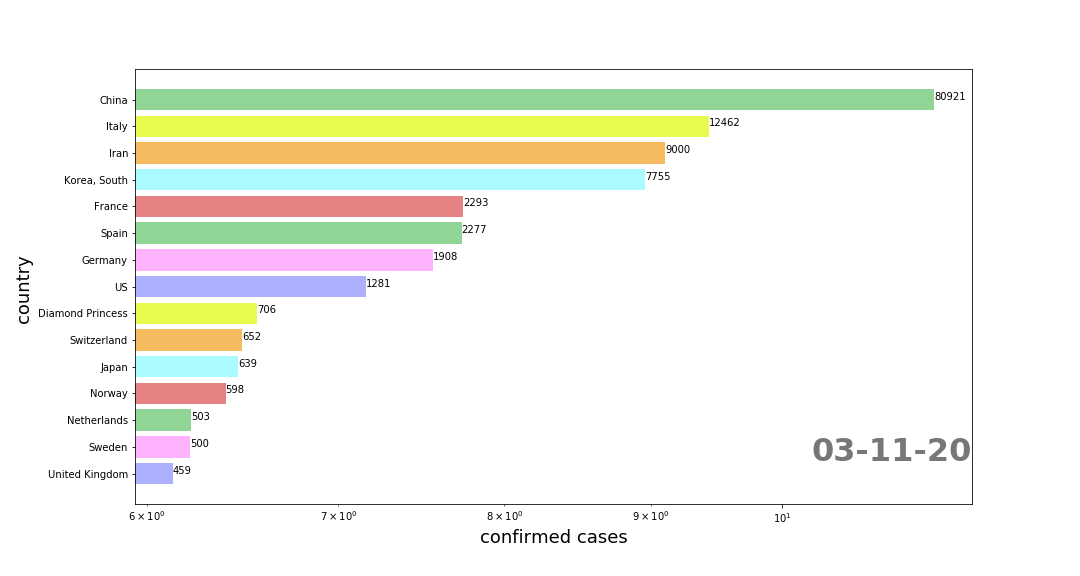 China 80921
Italy 12462
Iran 9000
Korea, South 7755
France 2293
Spain 2277
Germany 1908
US 1281
Diamond Princess 706
Switzerland 652
Japan 639
Norway 598
Netherlands 503
Sweden 500
United Kingdom 459
country
03-11-20
6 × 10⁰ 7 × 10⁰ 8 × 10⁰ 9 × 10⁰ 10¹
confirmed cases